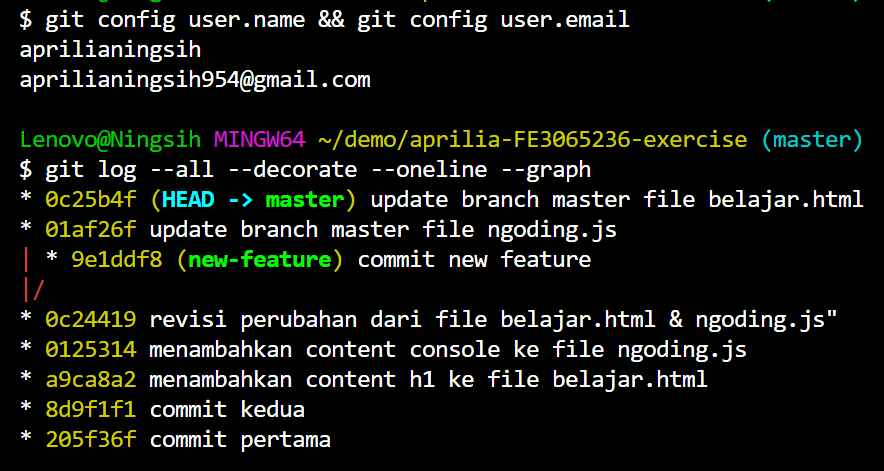 $ git config user.name && git config user.email
aprilianingsih
aprilianingsih954@gmail.com
Lenovo@Ningsih MINGW64 ~/demo/aprilia-FE3065236-exercise (master)
$ git log --all --decorate --oneline --graph
* 0c25b4f (HEAD -> master) update branch master file belajar.html
* 01af26f update branch master file ngoding.js
| * 9e1ddf8 (new-feature) commit new feature
|/
* 0c24419 revisi perubahan dari file belajar.html & ngoding.js"
* 0125314 menambahkan content console ke file ngoding.js
* a9ca8a2 menambahkan content h1 ke file belajar.html
* 8d9f1f1 commit kedua
* 205f36f commit pertama